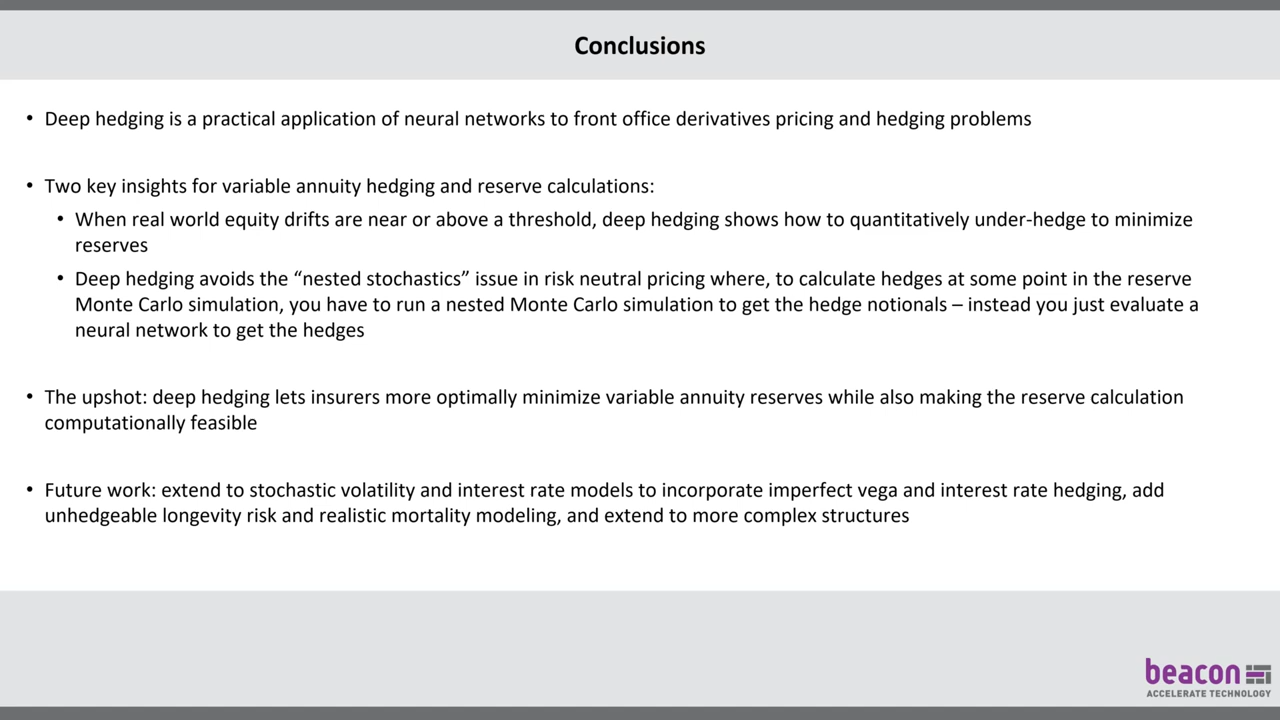 Conclusions
• Deep hedging is a practical application of neural networks to front office derivatives pricing and hedging problems
• Two key insights for variable annuity hedging and reserve calculations:
• When real world equity drifts are near or above a threshold, deep hedging shows how to quantitatively under-hedge to minimize
reserves
• Deep hedging avoids the “nested stochastics” issue in risk neutral pricing where, to calculate hedges at some point in the reserve
Monte Carlo simulation, you have to run a nested Monte Carlo simulation to get the hedge notionals – instead you just evaluate a
neural network to get the hedges
• The upshot: deep hedging lets insurers more optimally minimize variable annuity reserves while also making the reserve calculation
computationally feasible
• Future work: extend to stochastic volatility and interest rate models to incorporate imperfect vega and interest rate hedging, add
unhedgeable longevity risk and realistic mortality modeling, and extend to more complex structures
beacon
ACCELERATE TECHNOLOGY